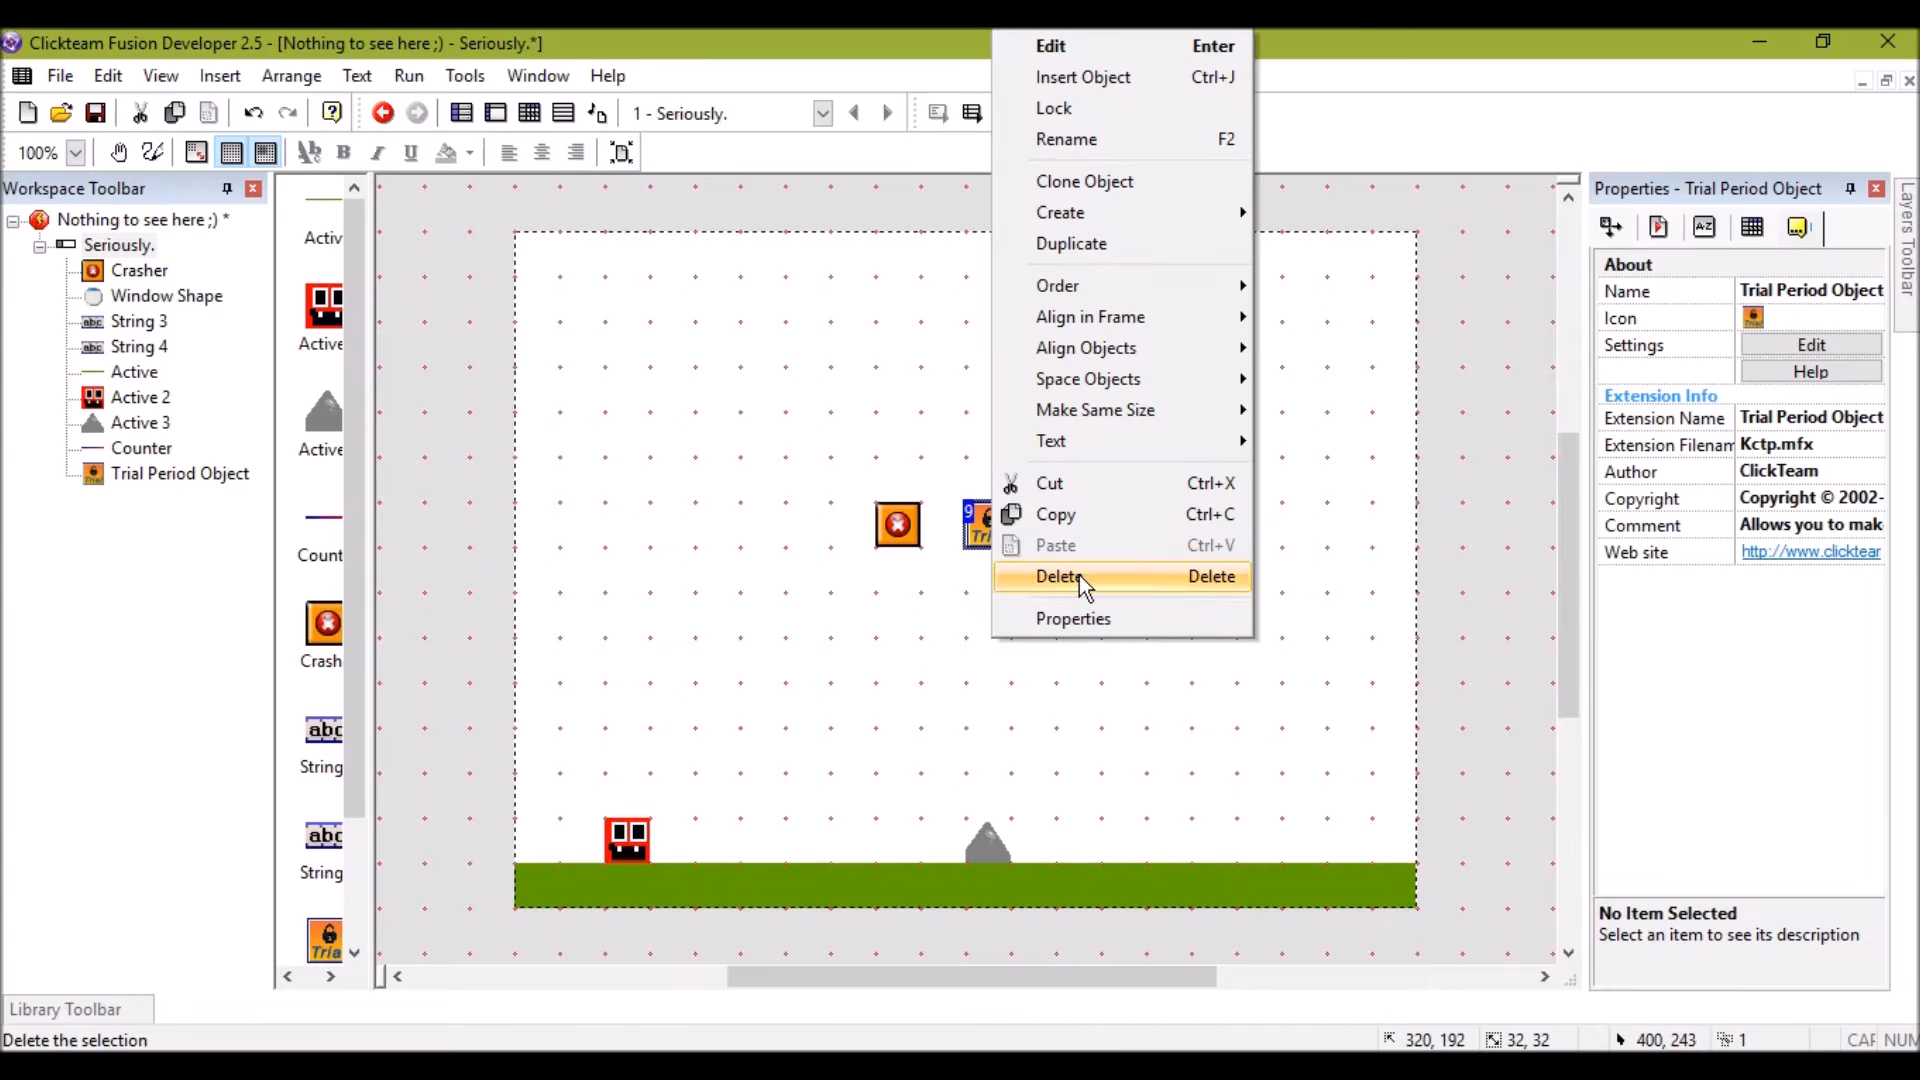 Clickteam Fusion Developer 2.5 - [Nothing to see here ;) - Seriously.*]
File Edit View Insert Arrange Text Run Tools Window Help
1 - Seriously.
100%
Workspace Toolbar
Nothing to see here ;) *
Seriously.
Crasher
Window Shape
String 3
String 4
Active
Active 2
Active 3
Counter
Trial Period Object
Activ
Active
Active
Count
Crash
abc
String
abc
String
Tria
9
Tri
Edit Enter
Insert Object Ctrl+J
Lock
Rename F2
Clone Object
Create
Duplicate
Order
Align in Frame
Align Objects
Space Objects
Make Same Size
Text
Cut Ctrl+X
Copy Ctrl+C
Paste Ctrl+V
Delete Delete
Properties
Properties - Trial Period Object
Layers Toolbar
About
Name Trial Period Object
Icon
Settings Edit
Help
Extension Info
Extension Name Trial Period Object
Extension Filenam Kctp.mfx
Author ClickTeam
Copyright Copyright © 2002-
Comment Allows you to mak
Web site http://www.clicktear
No Item Selected
Select an item to see its description
Library Toolbar
Delete the selection
320, 192 32, 32 400, 243 1 CAF NUM